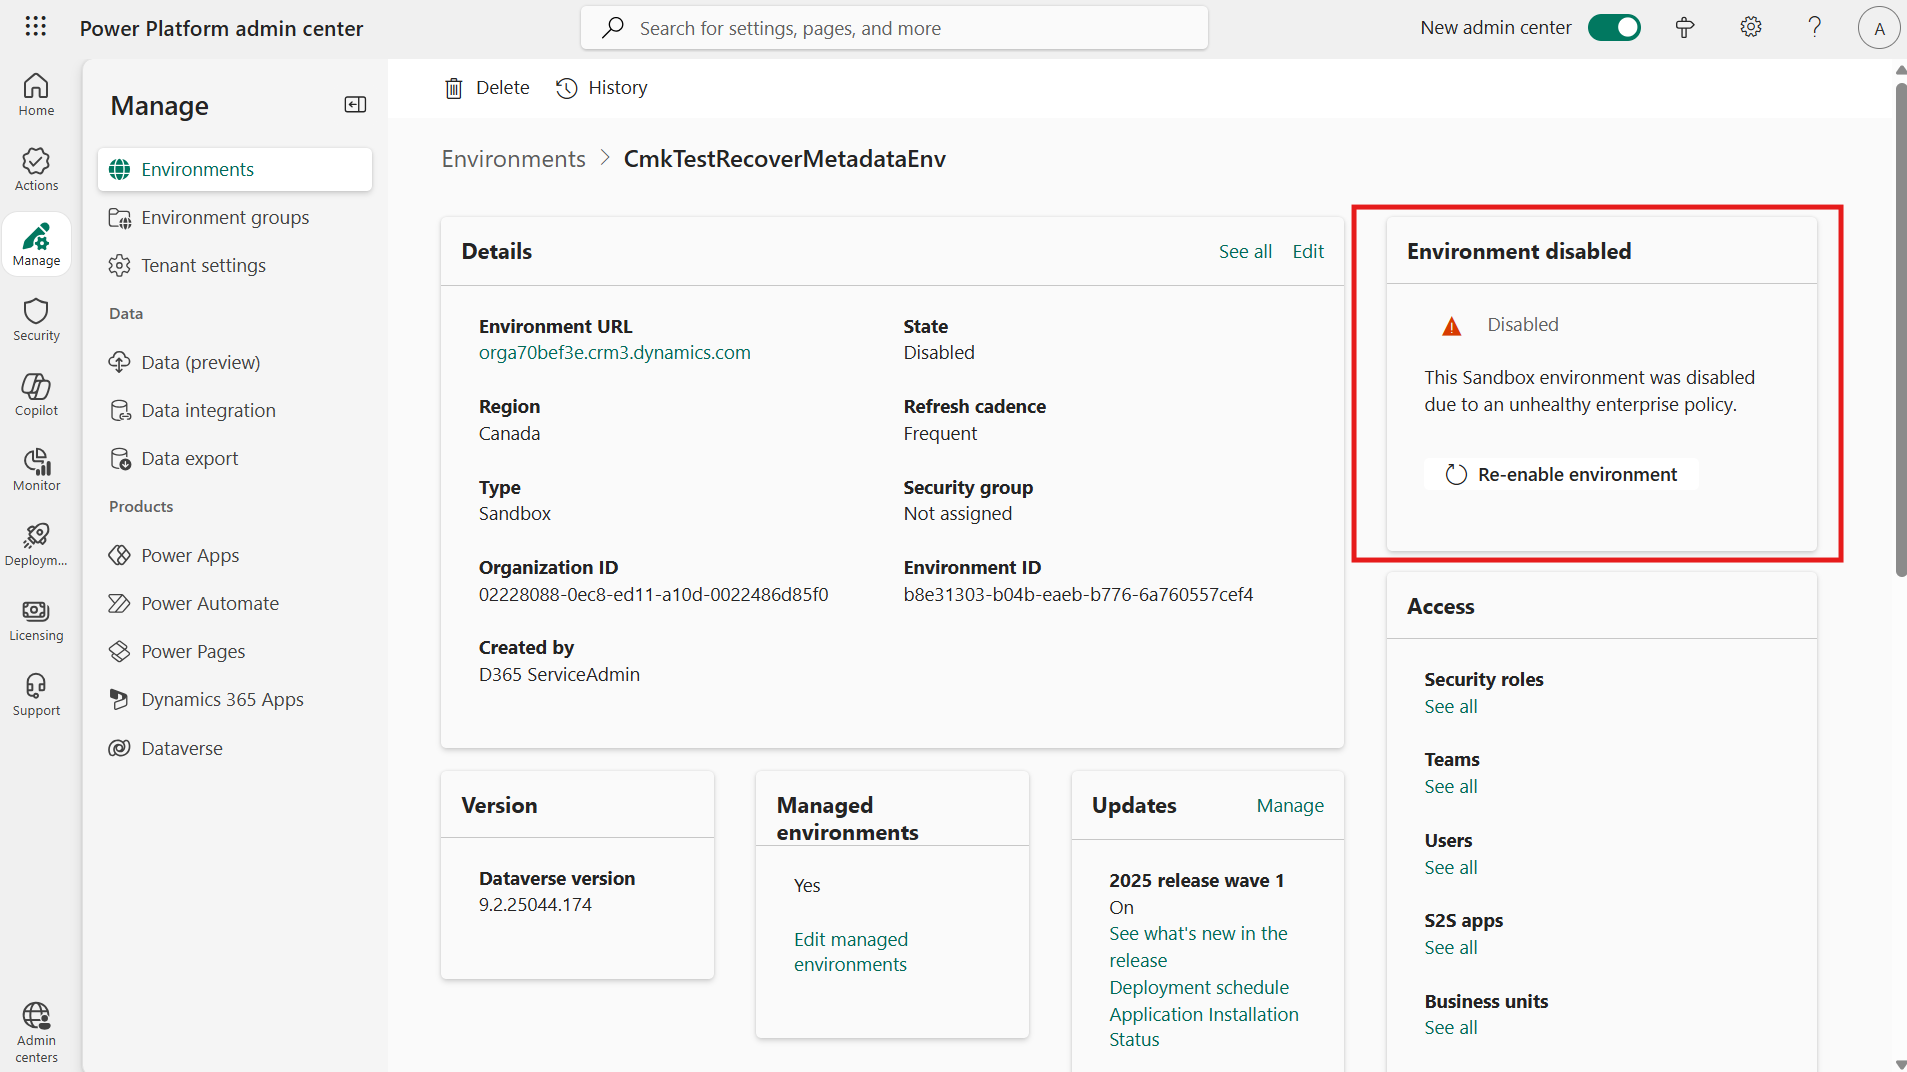 Power Platform admin center
Search for settings, pages, and more
New admin center
A
Home
Actions
Manage
Security
Copilot
Monitor
Deploym...
Licensing
Support
Admin
centers
Manage
Environments
Environment groups
Tenant settings
Data
Data (preview)
Data integration
Data export
Products
Power Apps
Power Automate
Power Pages
Dynamics 365 Apps
Dataverse
Delete
History
Environments > CmkTestRecoverMetadataEnv
Details
See all
Edit
Environment URL
orga70bef3e.crm3.dynamics.com
State
Disabled
Region
Canada
Refresh cadence
Frequent
Type
Sandbox
Security group
Not assigned
Organization ID
02228088-0ec8-ed11-a10d-0022486d85f0
Environment ID
b8e31303-b04b-eaeb-b776-6a760557cef4
Created by
D365 ServiceAdmin
Version
Dataverse version
9.2.25044.174
Managed
environments
Yes
Edit managed
environments
Updates
Manage
2025 release wave 1
On
See what's new in the
release
Deployment schedule
Application Installation
Status
Environment disabled
Disabled
This Sandbox environment was disabled
due to an unhealthy enterprise policy.
Re-enable environment
Access
Security roles
See all
Teams
See all
Users
See all
S2S apps
See all
Business units
See all